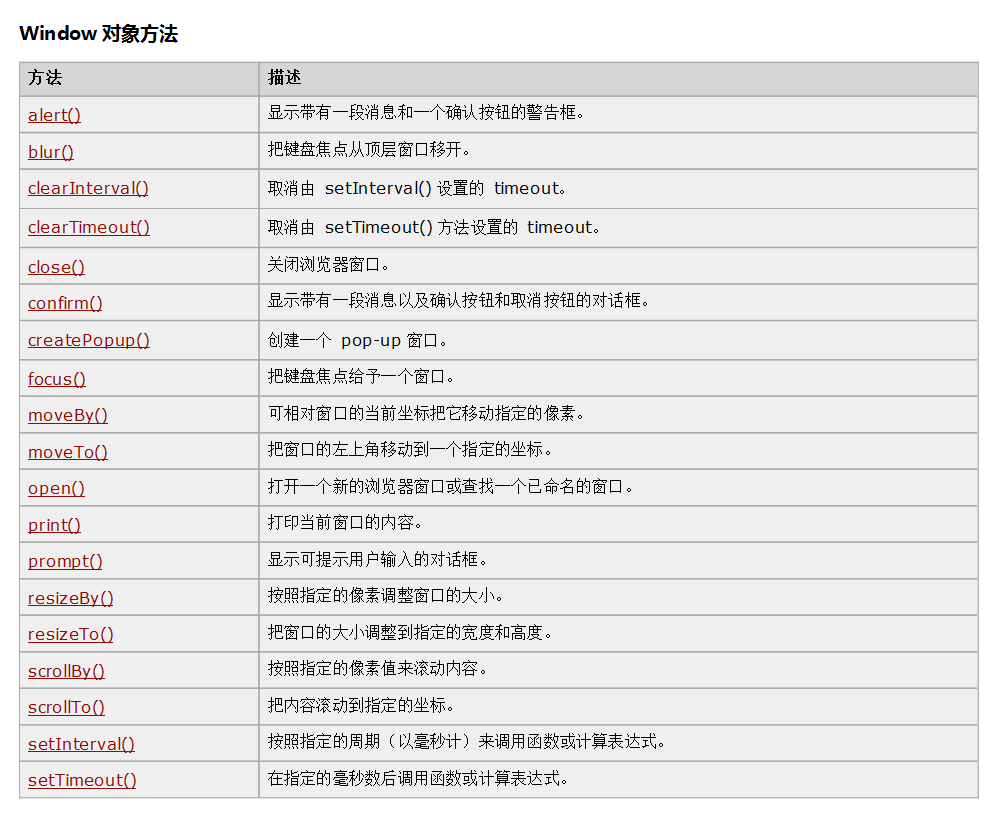 Window 对象方法
方法 描述
alert() 显示带有一段消息和一个确认按钮的警告框。
blur() 把键盘焦点从顶层窗口移开。
clearInterval() 取消由 setInterval() 设置的 timeout。
clearTimeout() 取消由 setTimeout() 方法设置的 timeout。
close() 关闭浏览器窗口。
confirm() 显示带有一段消息以及确认按钮和取消按钮的对话框。
createPopup() 创建一个 pop-up 窗口。
focus() 把键盘焦点给予一个窗口。
moveBy() 可相对窗口的当前坐标把它移动指定的像素。
moveTo() 把窗口的左上角移动到一个指定的坐标。
open() 打开一个新的浏览器窗口或查找一个已命名的窗口。
print() 打印当前窗口的内容。
prompt() 显示可提示用户输入的对话框。
resizeBy() 按照指定的像素调整窗口的大小。
resizeTo() 把窗口的大小调整到指定的宽度和高度。
scrollBy() 按照指定的像素值来滚动内容。
scrollTo() 把内容滚动到指定的坐标。
setInterval() 按照指定的周期（以毫秒计）来调用函数或计算表达式。
setTimeout() 在指定的毫秒数后调用函数或计算表达式。